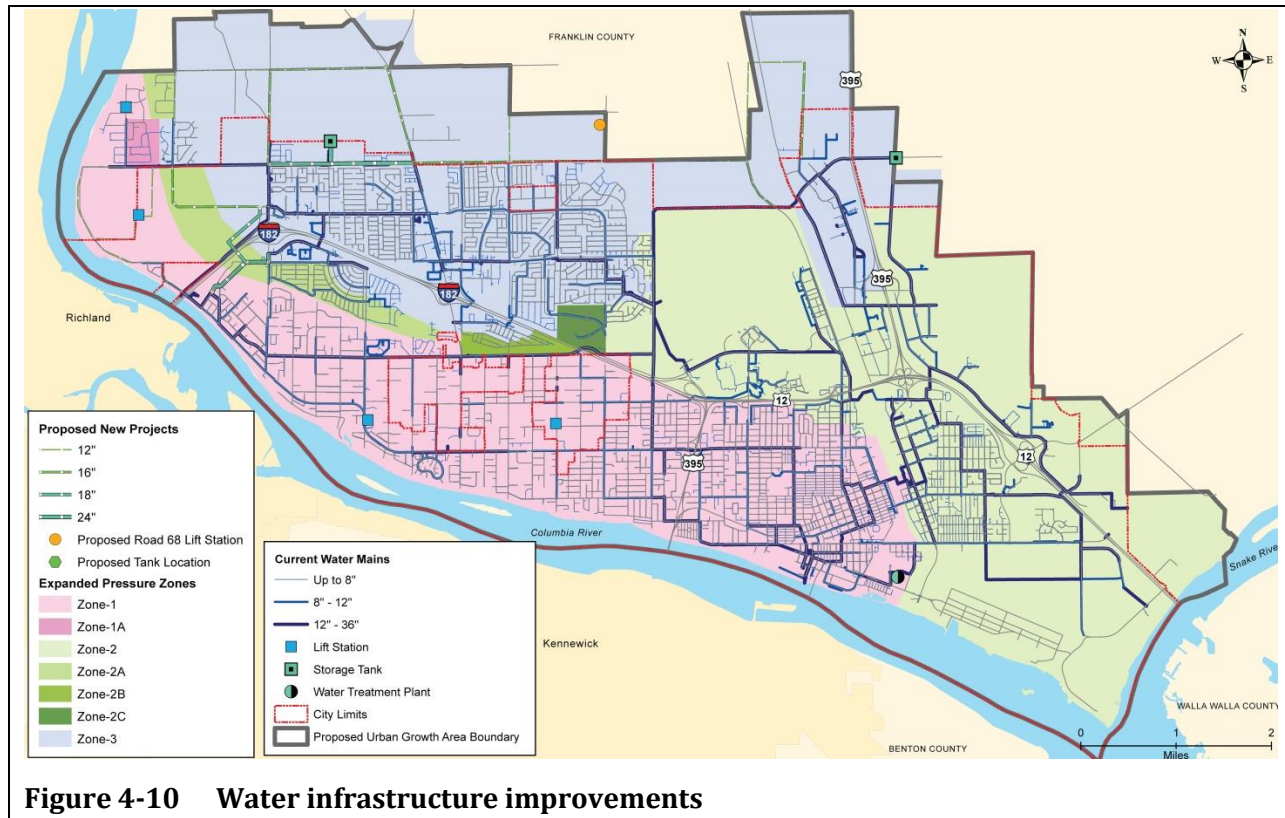 FRANKLIN COUNTY
N
W
E
S
395
182
182
395
Richland
12
395
12
Columbia River
Snake River
Kennewick
WALLA WALLA COUNTY
BENTON COUNTY
0 1 2
Miles
Proposed New Projects
12"
16"
18"
24"
Proposed Road 68 Lift Station
Proposed Tank Location
Expanded Pressure Zones
Zone-1
Zone-1A
Zone-2
Zone-2A
Zone-2B
Zone-2C
Zone-3
Current Water Mains
Up to 8"
8" - 12"
12" - 36"
Lift Station
Storage Tank
Water Treatment Plant
City Limits
Proposed Urban Growth Area Boundary
Figure 4-10 Water infrastructure improvements